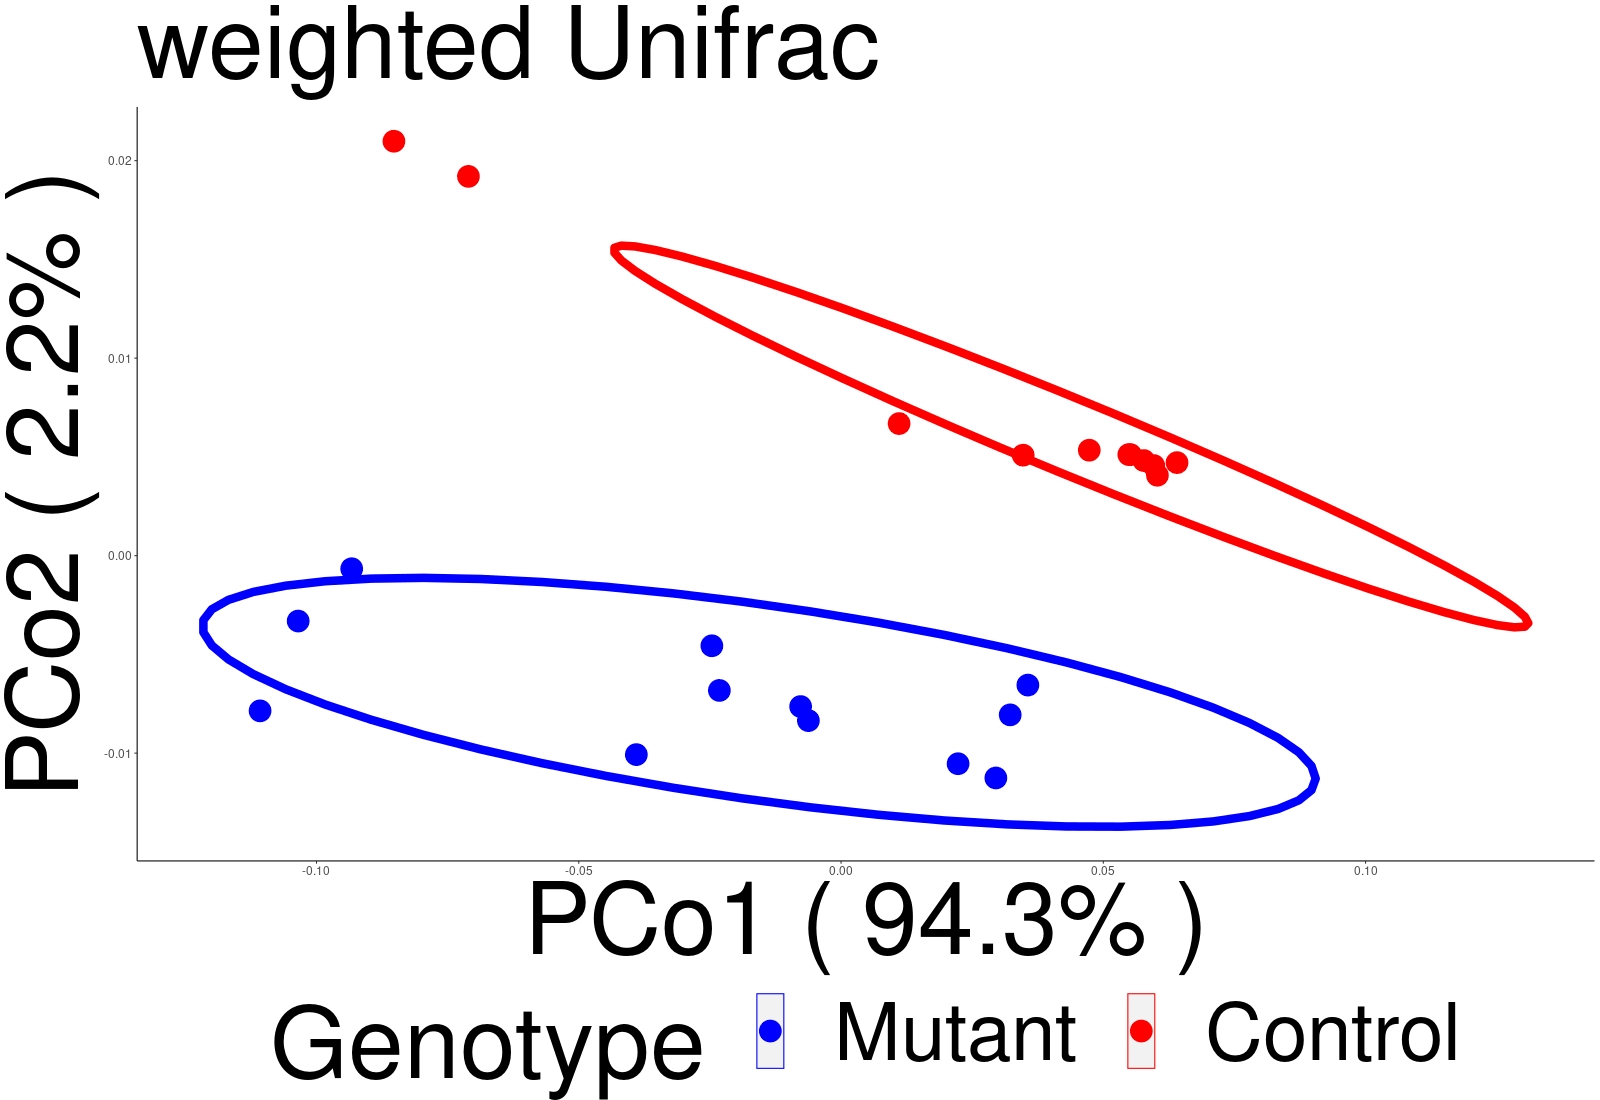 weighted Unifrac
PCo2 ( 2.2% )
0.02
0.01
0.00
-0.01
-0.10
-0.05
0.00
0.05
0.10
PCo1 ( 94.3% )
Genotype
Mutant
Control